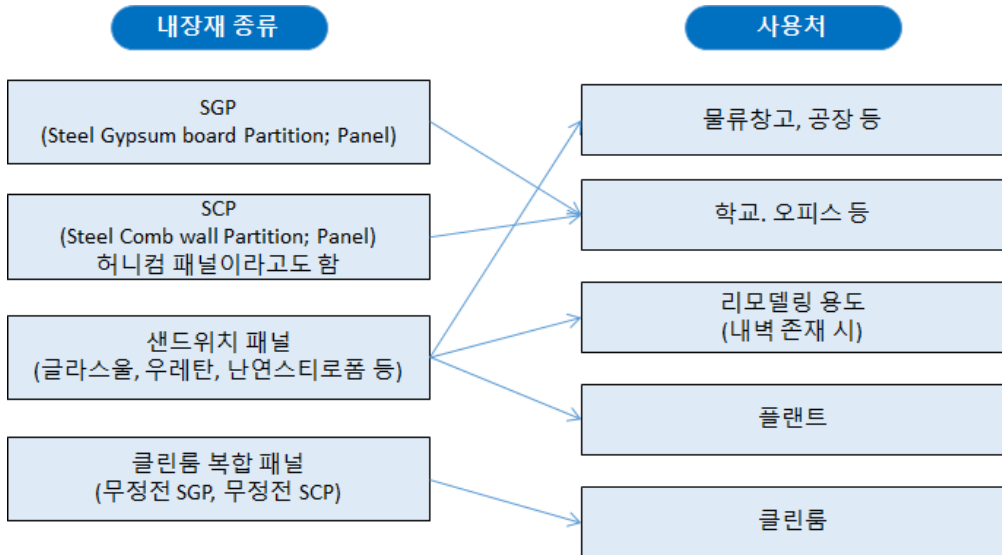 내장재 종류
사용처
SGP
(Steel Gypsum board Partition; Panel)
SCP
(Steel Comb wall Partition; Panel)
허니컴 패널이라고도 함
샌드위치 패널
(글라스울, 우레탄, 난연스티로폼 등)
클린룸 복합 패널
(무정전 SGP, 무정전 SCP)
물류창고, 공장 등
학교. 오피스 등
리모델링 용도
(내벽 존재 시)
플랜트
클린룸